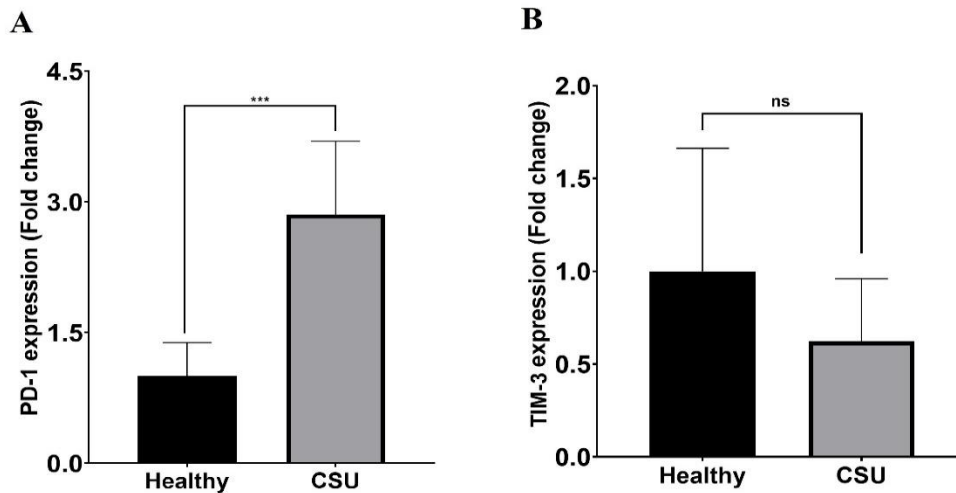 A
PD-1 expression (Fold change)
4.5
3.0
1.5
0.0
***
Healthy
CSU
B
TIM-3 expression (Fold change)
2.0
1.5
1.0
0.5
0.0
ns
Healthy
CSU